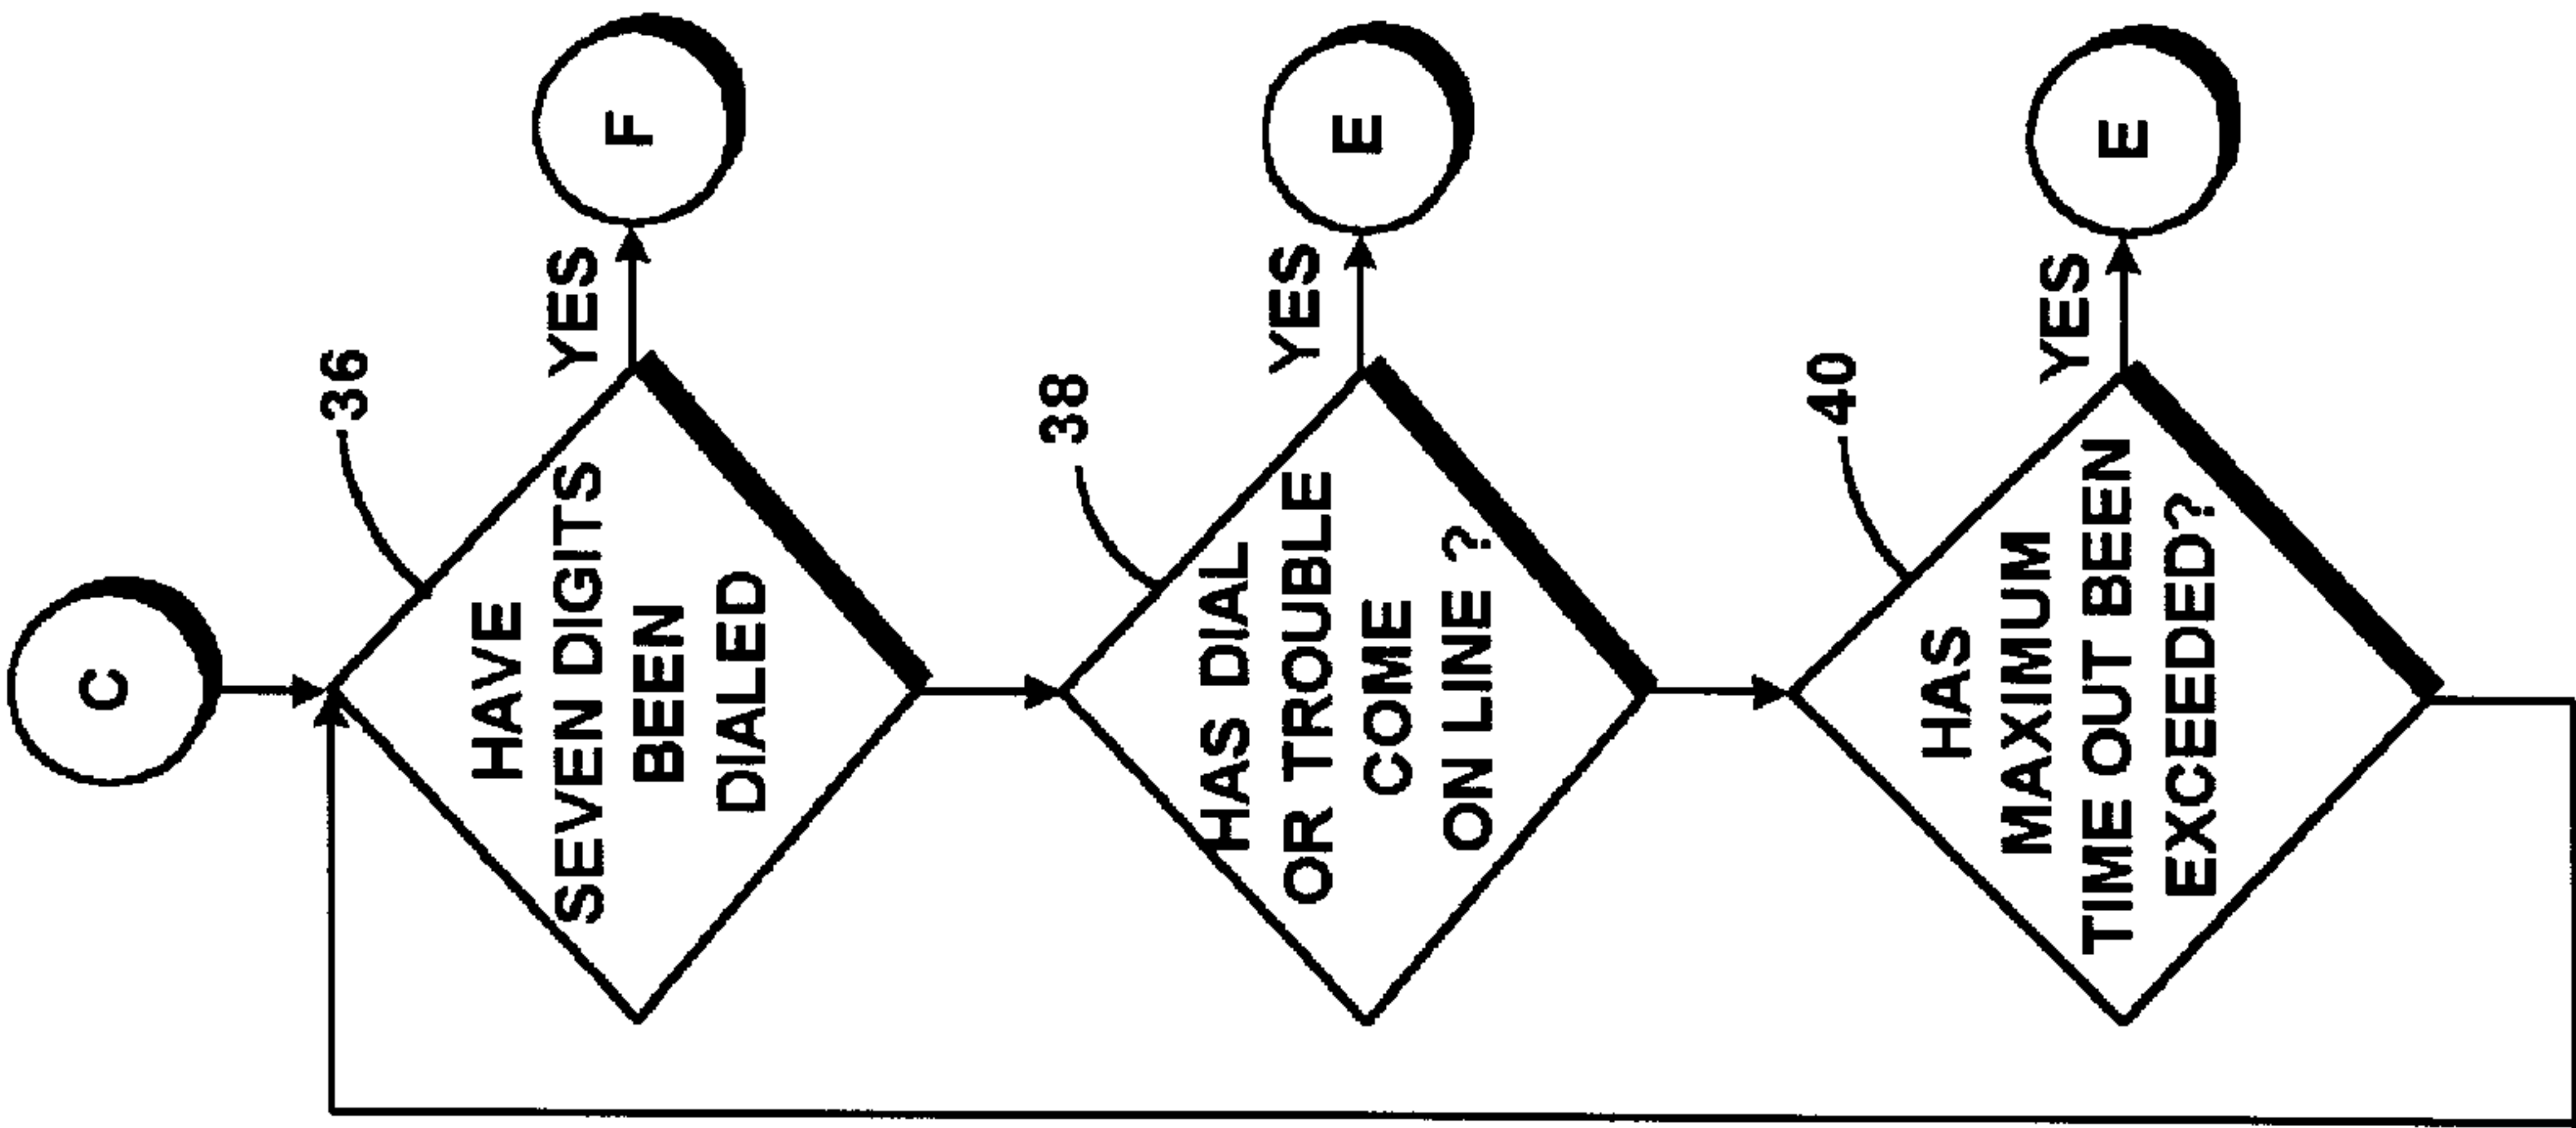 C
36
HAVE
SEVEN DIGITS
BEEN
DIALED
YES
F
38
HAS DIAL
OR TROUBLE
COME
ON LINE ?
YES
E
40
HAS
MAXIMUM
TIME OUT BEEN
EXCEEDED?
YES
E